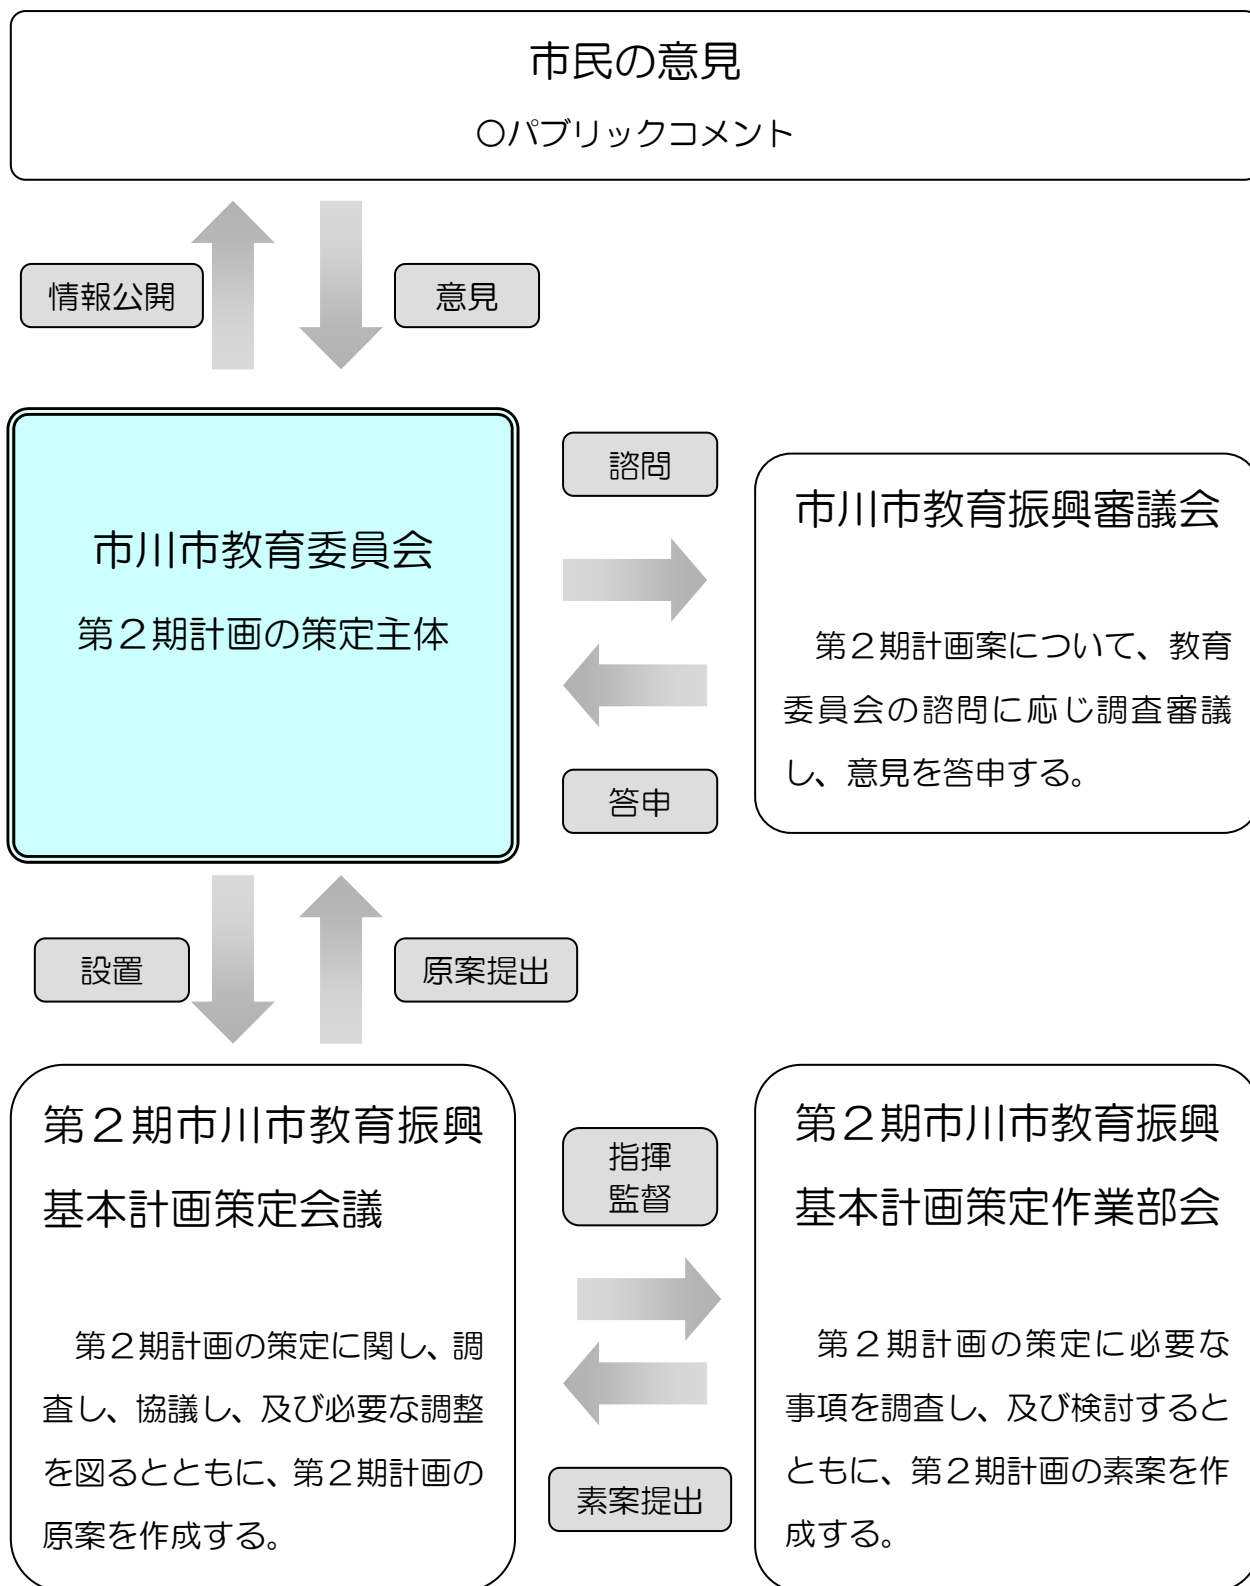 市民の意見
○パブリックコメント
情報公開
意見
市川市教育委員会
第２期計画の策定主体
諮問
答申
市川市教育振興審議会
第２期計画案について、教育
委員会の諮問に応じ調査審議
し、意見を答申する。
設置
原案提出
第２期市川市教育振興
基本計画策定会議
第２期計画の策定に関し、調
査し、協議し、及び必要な調整
を図るとともに、第２期計画の
原案を作成する。
指揮
監督
素案提出
第２期市川市教育振興
基本計画策定作業部会
第２期計画の策定に必要な
事項を調査し、及び検討すると
ともに、第２期計画の素案を作
成する。